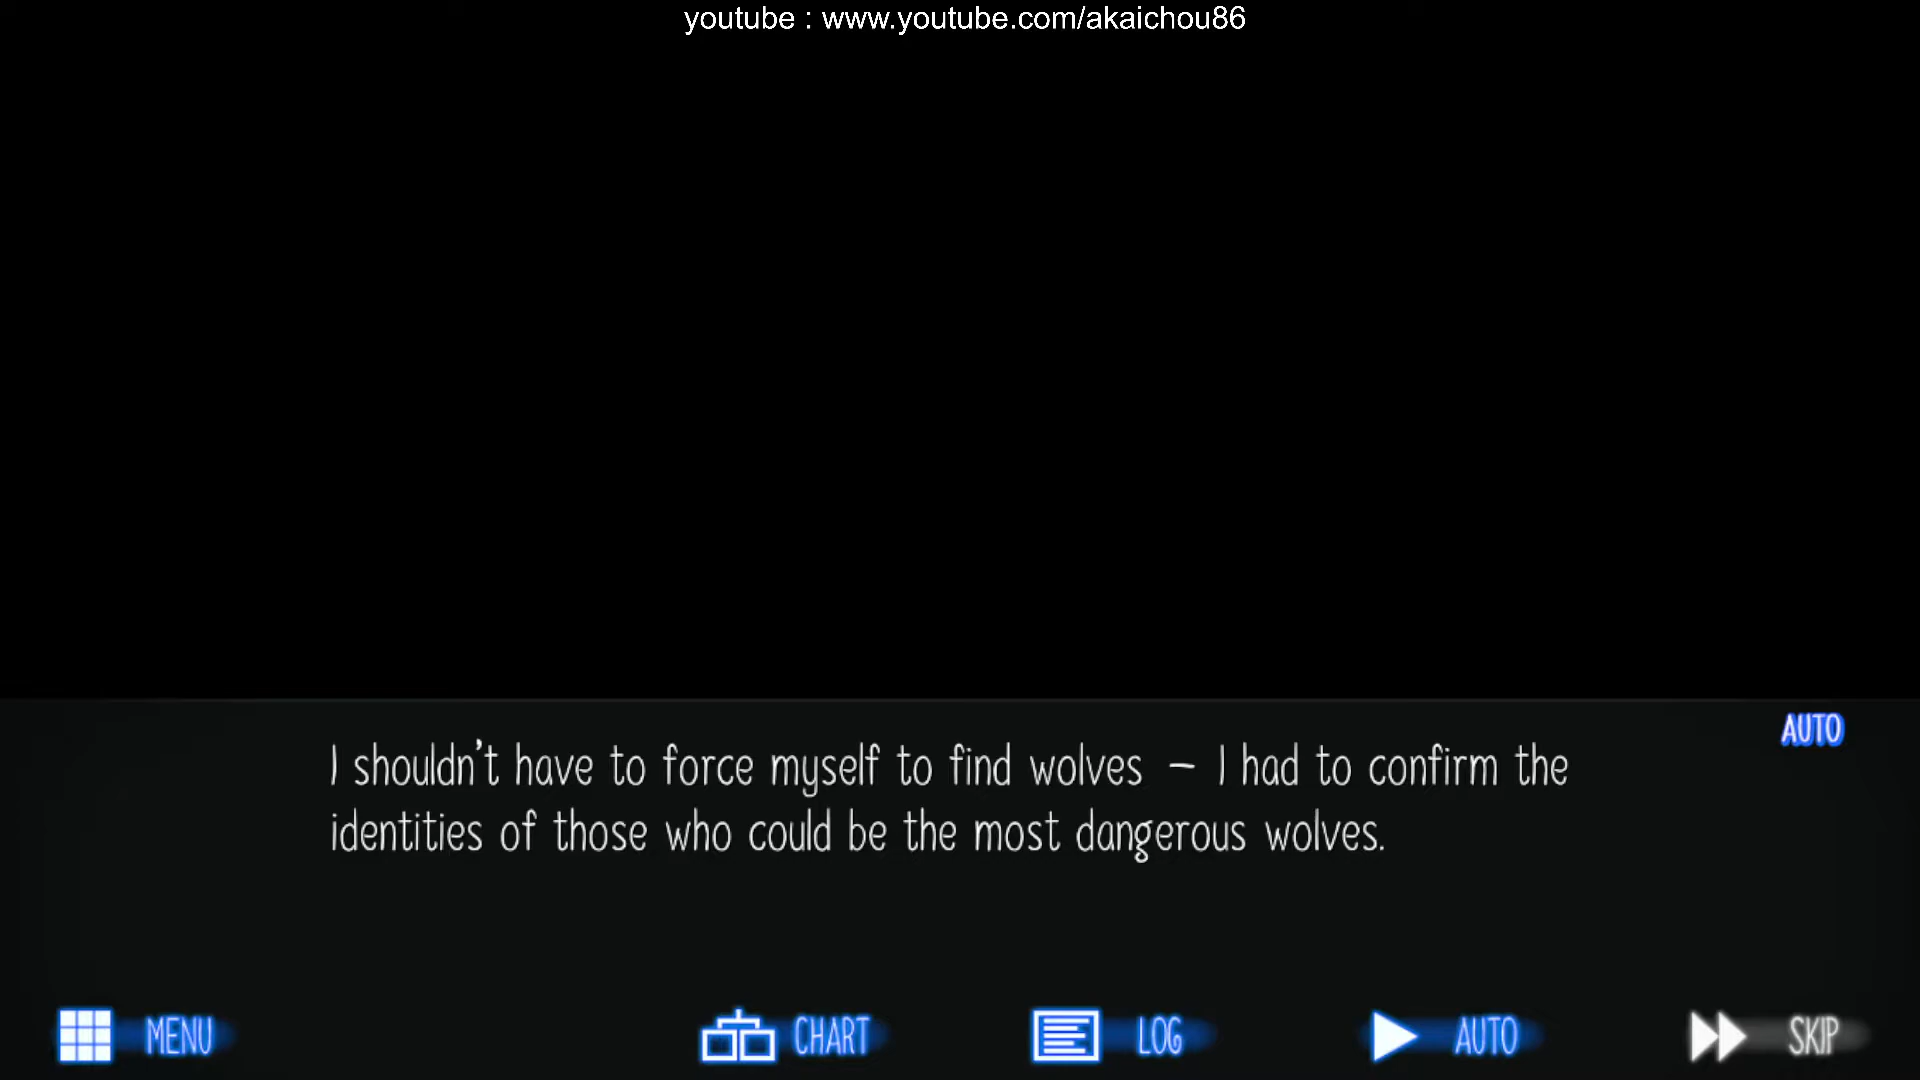 youtube : www.youtube.com/akaichou86
AUTO
I shouldn't have to force myself to find wolves – I had to confirm the
identities of those who could be the most dangerous wolves.
MENU
CHART
LOG
AUTO
SKIP